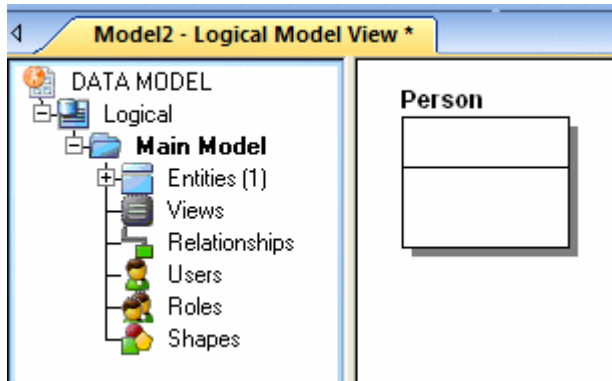 Model2 - Logical Model View *
DATA MODEL
Logical
Main Model
Entities (1)
Views
Relationships
Users
Roles
Shapes
Person